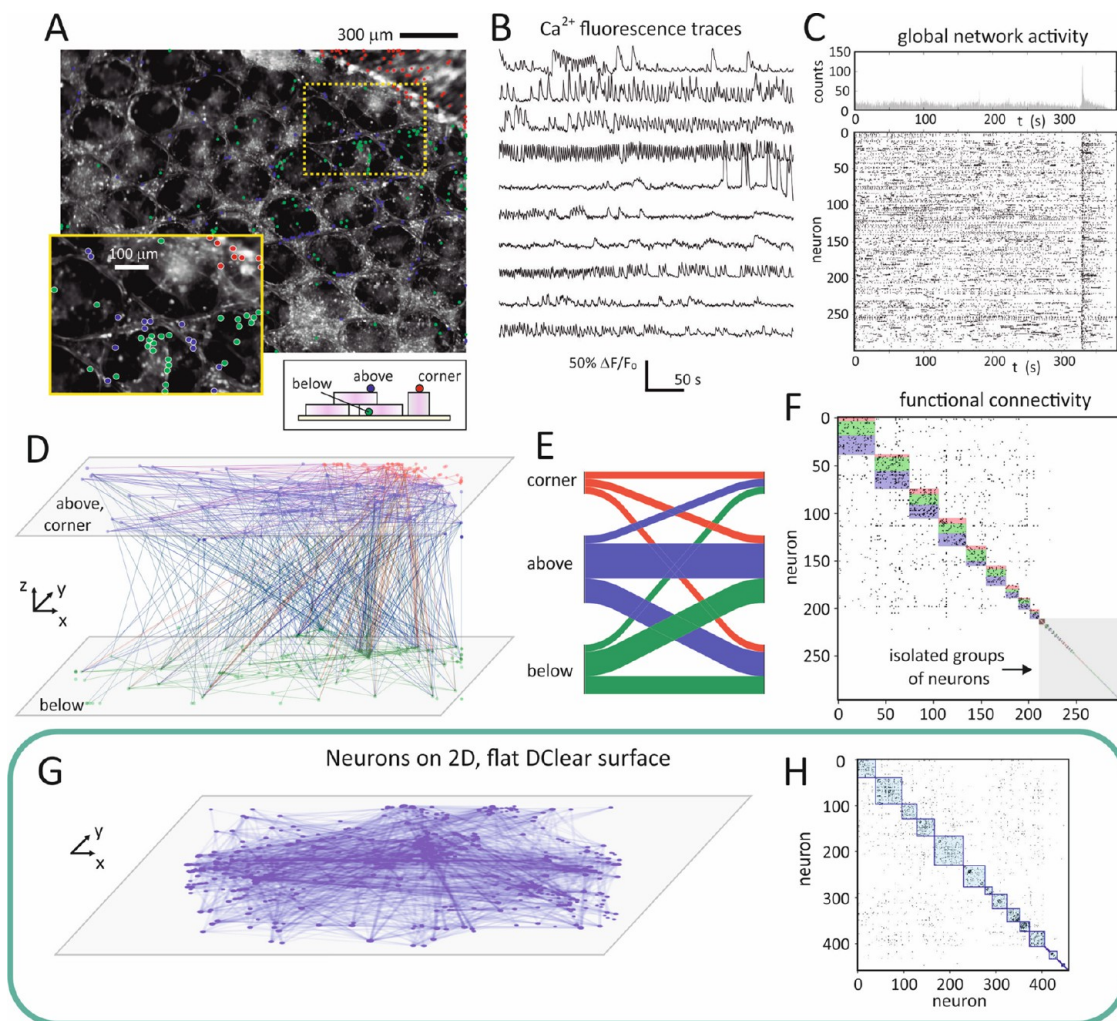 A
300 µm
100 µm
below
above
corner
B
Ca2+ fluorescence traces
50% ΔF/F0
50 s
C
global network activity
counts
150
100
50
0
0
100
200
300
t (s)
neuron
0
50
100
150
200
250
0
100
200
300
t (s)
D
above,
corner
z
y
x
below
E
corner
above
below
F
functional connectivity
neuron
0
50
100
150
200
250
isolated groups
of neurons
0
50
100
150
200
250
G
Neurons on 2D, flat DClear surface
y
x
H
neuron
0
100
200
300
400
0
100
200
300
400
neuron